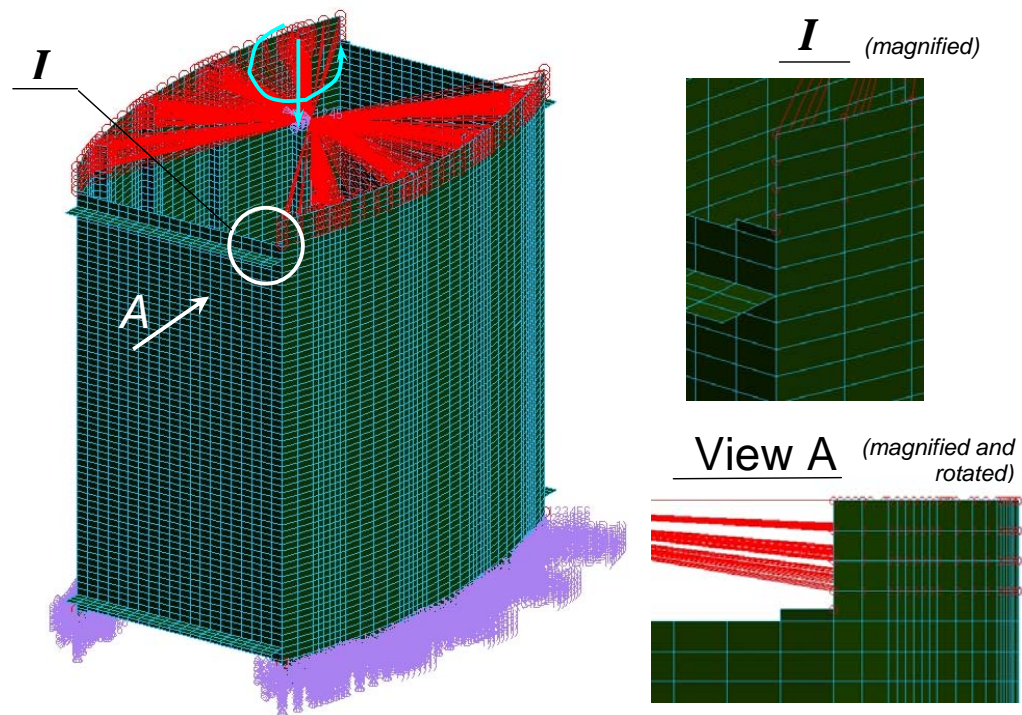 I
I
(magnified)
A
View A
(magnified and
rotated)